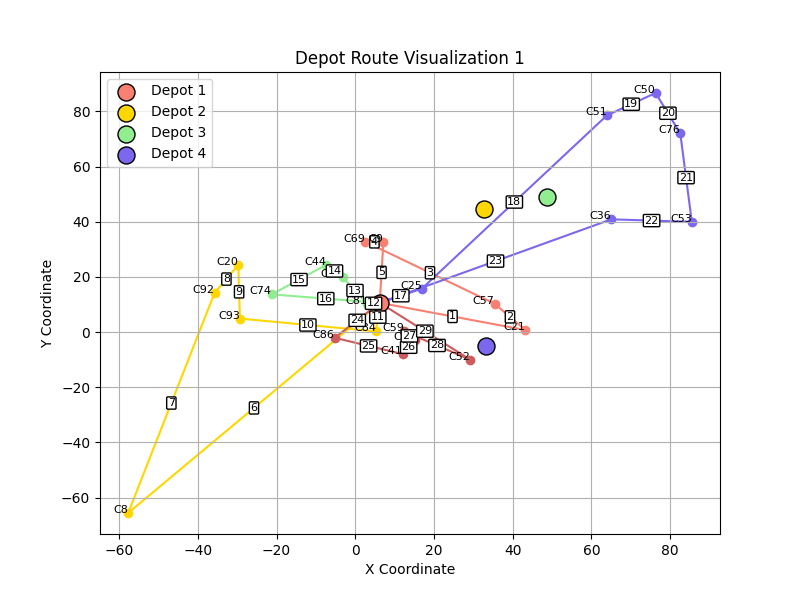 Depot Route Visualization 1
Depot 1
Depot 2
Depot 3
Depot 4
Y Coordinate
80
60
40
20
0
−20
−40
−60
−60
−40
−20
0
20
40
60
80
X Coordinate
C50
19
C51
20
C76
21
18
C36
22
C53
23
C69
C9
4
5
3
C20
C44
14
8
15
C92
9
C74
13
16
C81
12
17
C25
C57
2
C21
1
C93
10
24
11
C84
C59
29
C86
27
25
C41
26
28
C52
7
6
C8